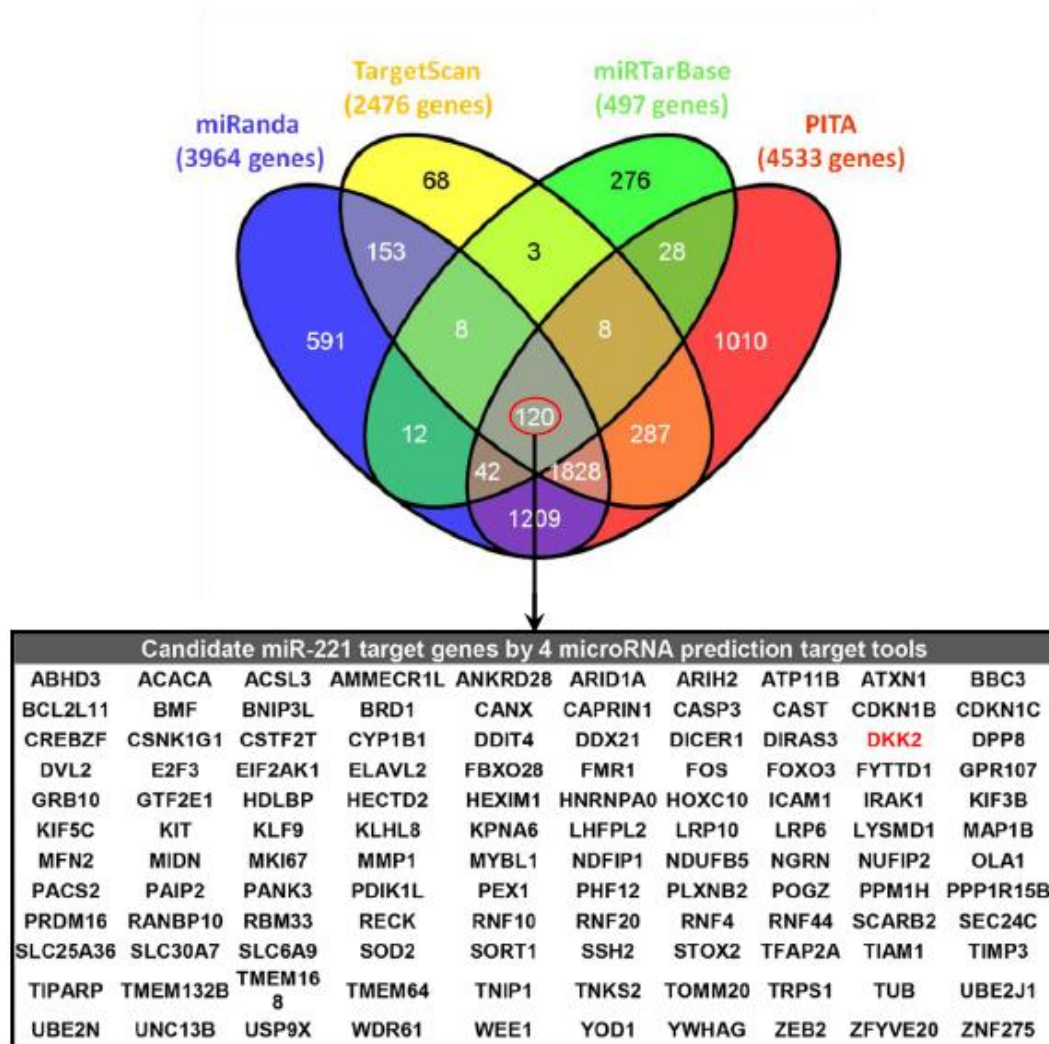 TargetScan
(2476 genes)
miRTarBase
(497 genes)
miRanda
(3964 genes)
PITA
(4533 genes)
68
276
153
3
28
591
8
8
1010
120
12
287
42
1828
1209
Candidate miR-221 target genes by 4 microRNA prediction target tools
ABHD3 ACACA ACSL3 AMMECR1L ANKRD28 ARID1A ARIH2 ATP11B ATXN1 BBC3
BCL2L11 BMF BNIP3L BRD1 CANX CAPRIN1 CASP3 CAST CDKN1B CDKN1C
CREBZF CSNK1G1 CSTF2T CYP1B1 DDIT4 DDX21 DICER1 DIRAS3 DKK2 DPP8
DVL2 E2F3 EIF2AK1 ELAVL2 FBXO28 FMR1 FOS FOXO3 FYTTD1 GPR107
GRB10 GTF2E1 HDLBP HECTD2 HEXIM1 HNRNPA0 HOXC10 ICAM1 IRAK1 KIF3B
KIF5C KIT KLF9 KLHL8 KPNA6 LHFPL2 LRP10 LRP6 LYSMD1 MAP1B
MFN2 MIDN MKI67 MMP1 MYBL1 NDFIP1 NDUFB5 NGRN NUFIP2 OLA1
PACS2 PAIP2 PANK3 PDIK1L PEX1 PHF12 PLXNB2 POGZ PPM1H PPP1R15B
PRDM16 RANBP10 RBM33 RECK RNF10 RNF20 RNF4 RNF44 SCARB2 SEC24C
SLC25A36 SLC30A7 SLC6A9 SOD2 SORT1 SSH2 STOX2 TFAP2A TIAM1 TIMP3
TIPARP TMEM132B TMEM16
8 TMEM64 TNIP1 TNKS2 TOMM20 TRPS1 TUB UBE2J1
UBE2N UNC13B USP9X WDR61 WEE1 YOD1 YWHAG ZEB2 ZFYVE20 ZNF275